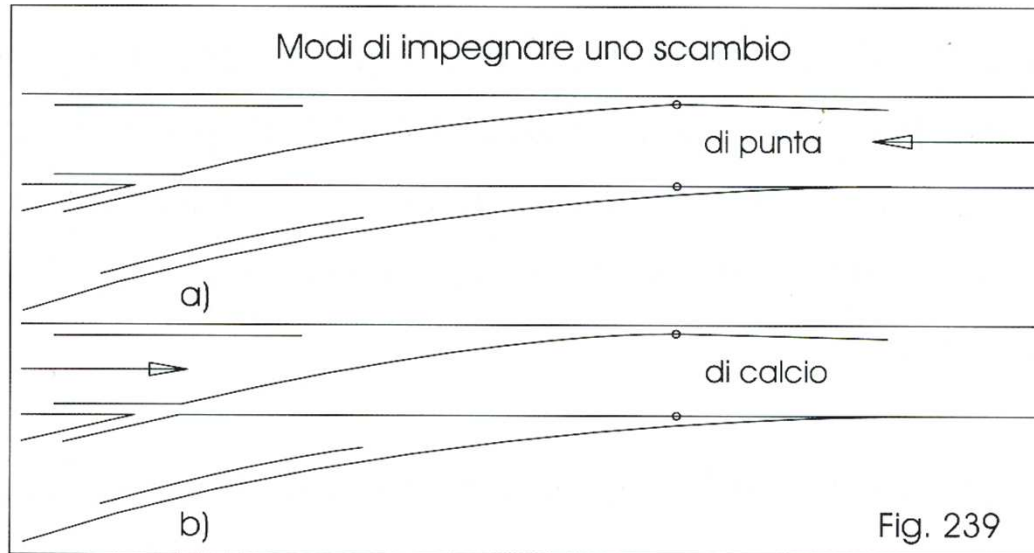 Modi di impegnare uno scambio
di punta
a)
di calcio
b)
Fig. 239